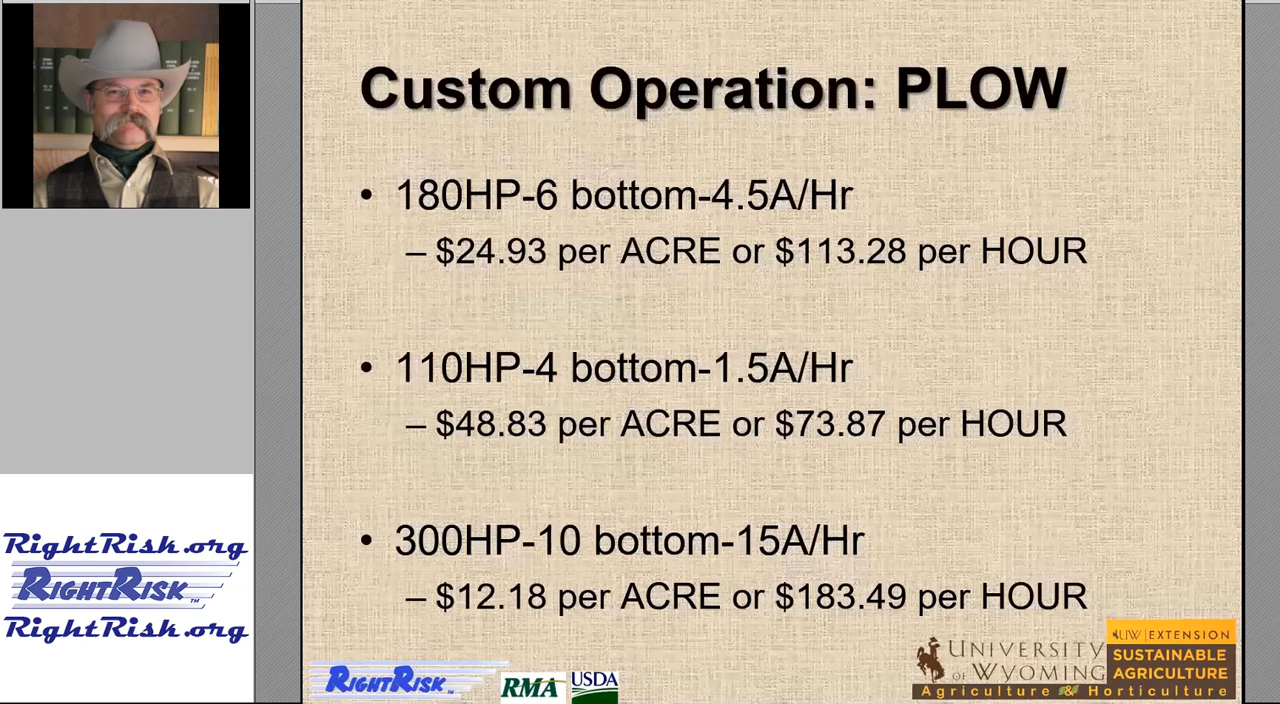 Custom Operation: PLOW
• 180HP-6 bottom-4.5A/Hr
– $24.93 per ACRE or $113.28 per HOUR
• 110HP-4 bottom-1.5A/Hr
– $48.83 per ACRE or $73.87 per HOUR
• 300HP-10 bottom-15A/Hr
– $12.18 per ACRE or $183.49 per HOUR
RightRisk.org
RIGHTRISK™
RightRisk.org
RIGHTRISK™
RMA
USDA
UNIVERSITY
OF WYOMING
UW | EXTENSION
SUSTAINABLE
AGRICULTURE
Agriculture & Horticulture